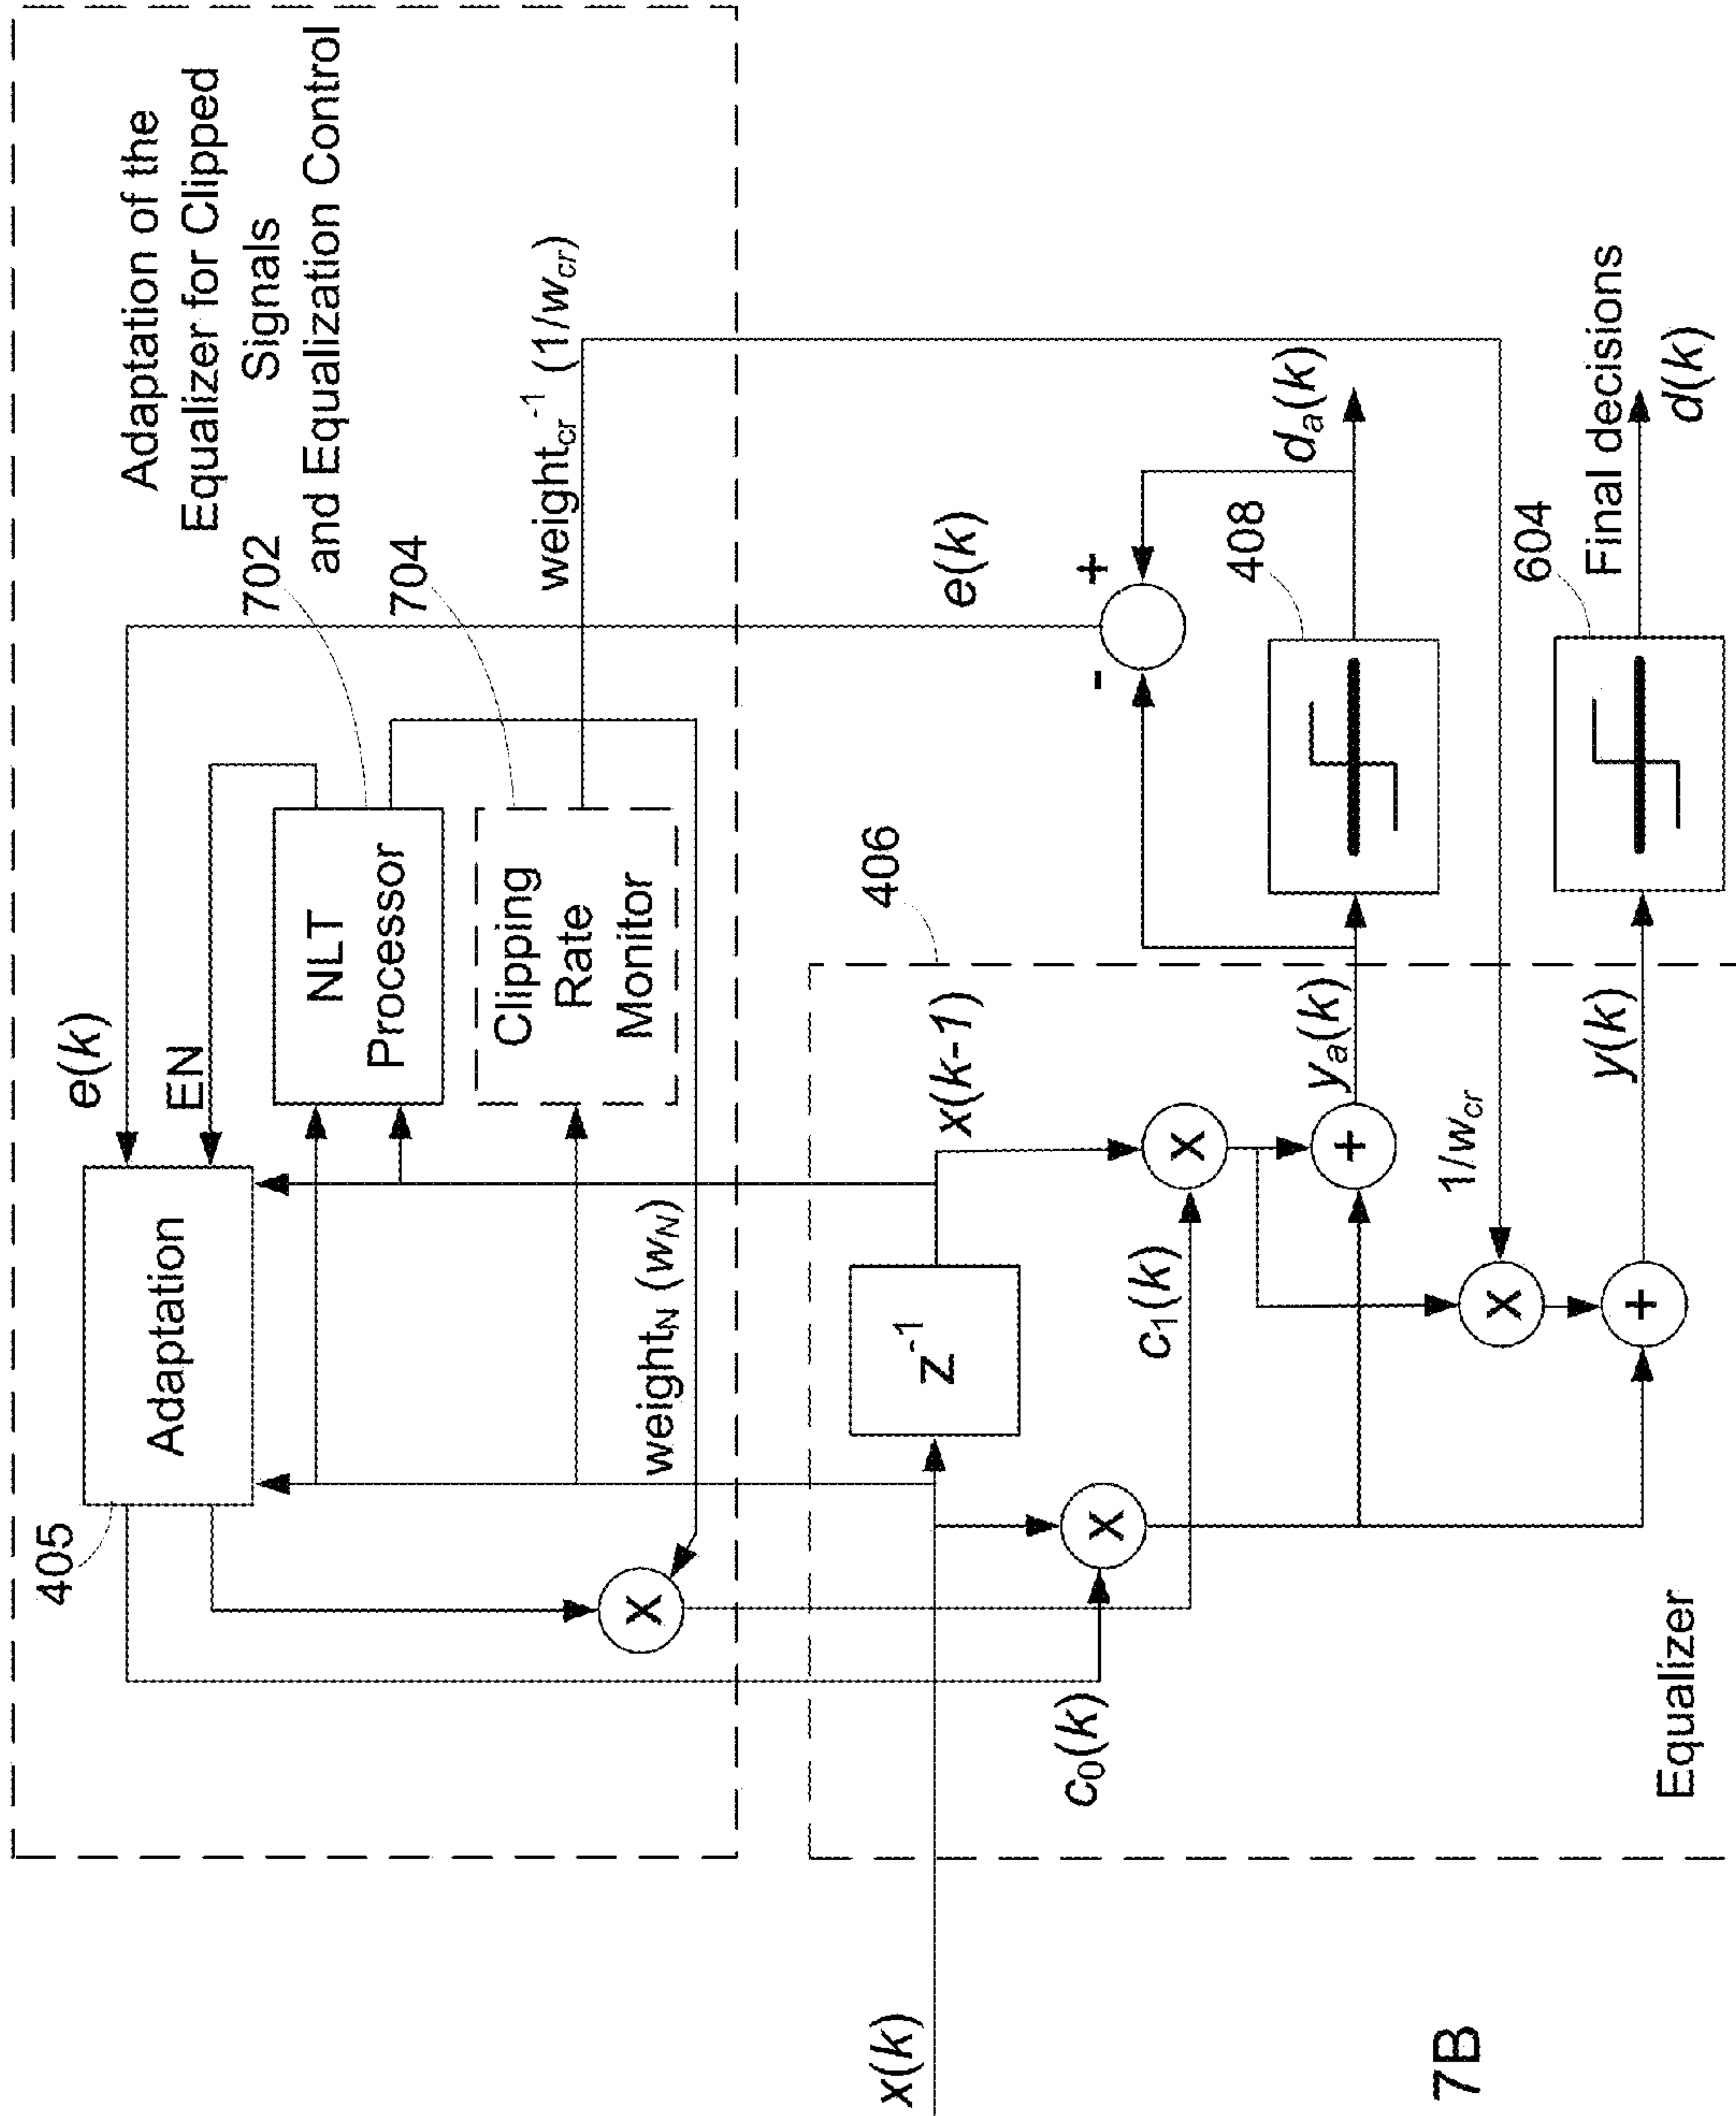 Adaptation of the
Equalizer for Clipped
Signals
and Equalization Control
405
Adaptation
e(k)
EN
702
NLT
Processor
704
Clipping
Rate
Monitor
weight_N (w_N)
weight_cr^-1 (1/w_cr)
e(k)
x(k)
406
z^-1
x(k-1)
c_0(k)
X
X
c_1(k)
X
+
y_a(k)
-
+
408
d_a(k)
1/w_cr
X
+
y(k)
604
Final decisions
d(k)
Equalizer
7B